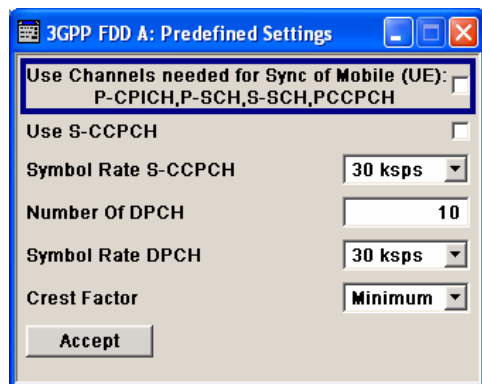 3GPP FDD A: Predefined Settings
Use Channels needed for Sync of Mobile (UE):
P-CPICH,P-SCH,S-SCH,PCCPCH
Use S-CCPCH
Symbol Rate S-CCPCH 30 ksps
Number Of DPCH 10
Symbol Rate DPCH 30 ksps
Crest Factor Minimum
Accept